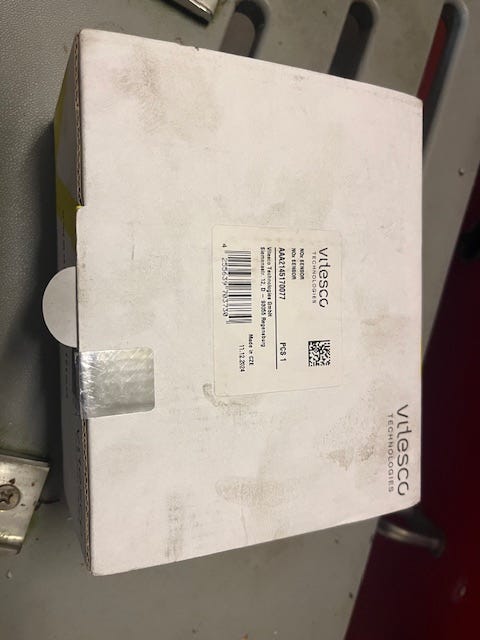 vitesco
TECHNOLOGIES
NOx SENSOR
NOx SENSOR
AAA2145170077
PCS 1
Vitesco Technologies GmbH
Siemensstr. 12, D - 93055 Regensburg
Made in CZE
11.12.2024
vitesco
TECHNOLOGIES